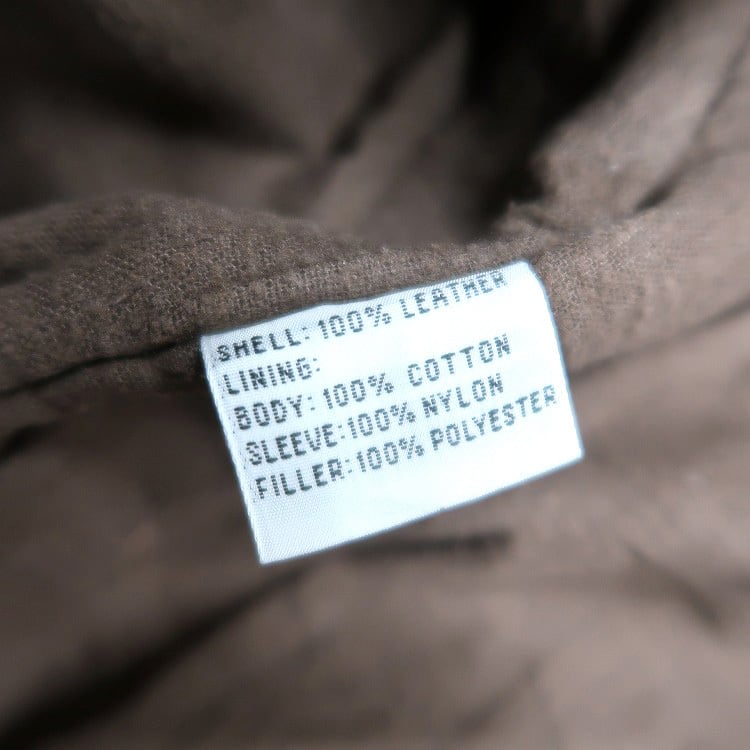 SHELL: 100% LEATHER
LINING:
BODY: 100% COTTON
SLEEVE: 100% NYLON
FILLER: 100% POLYESTER